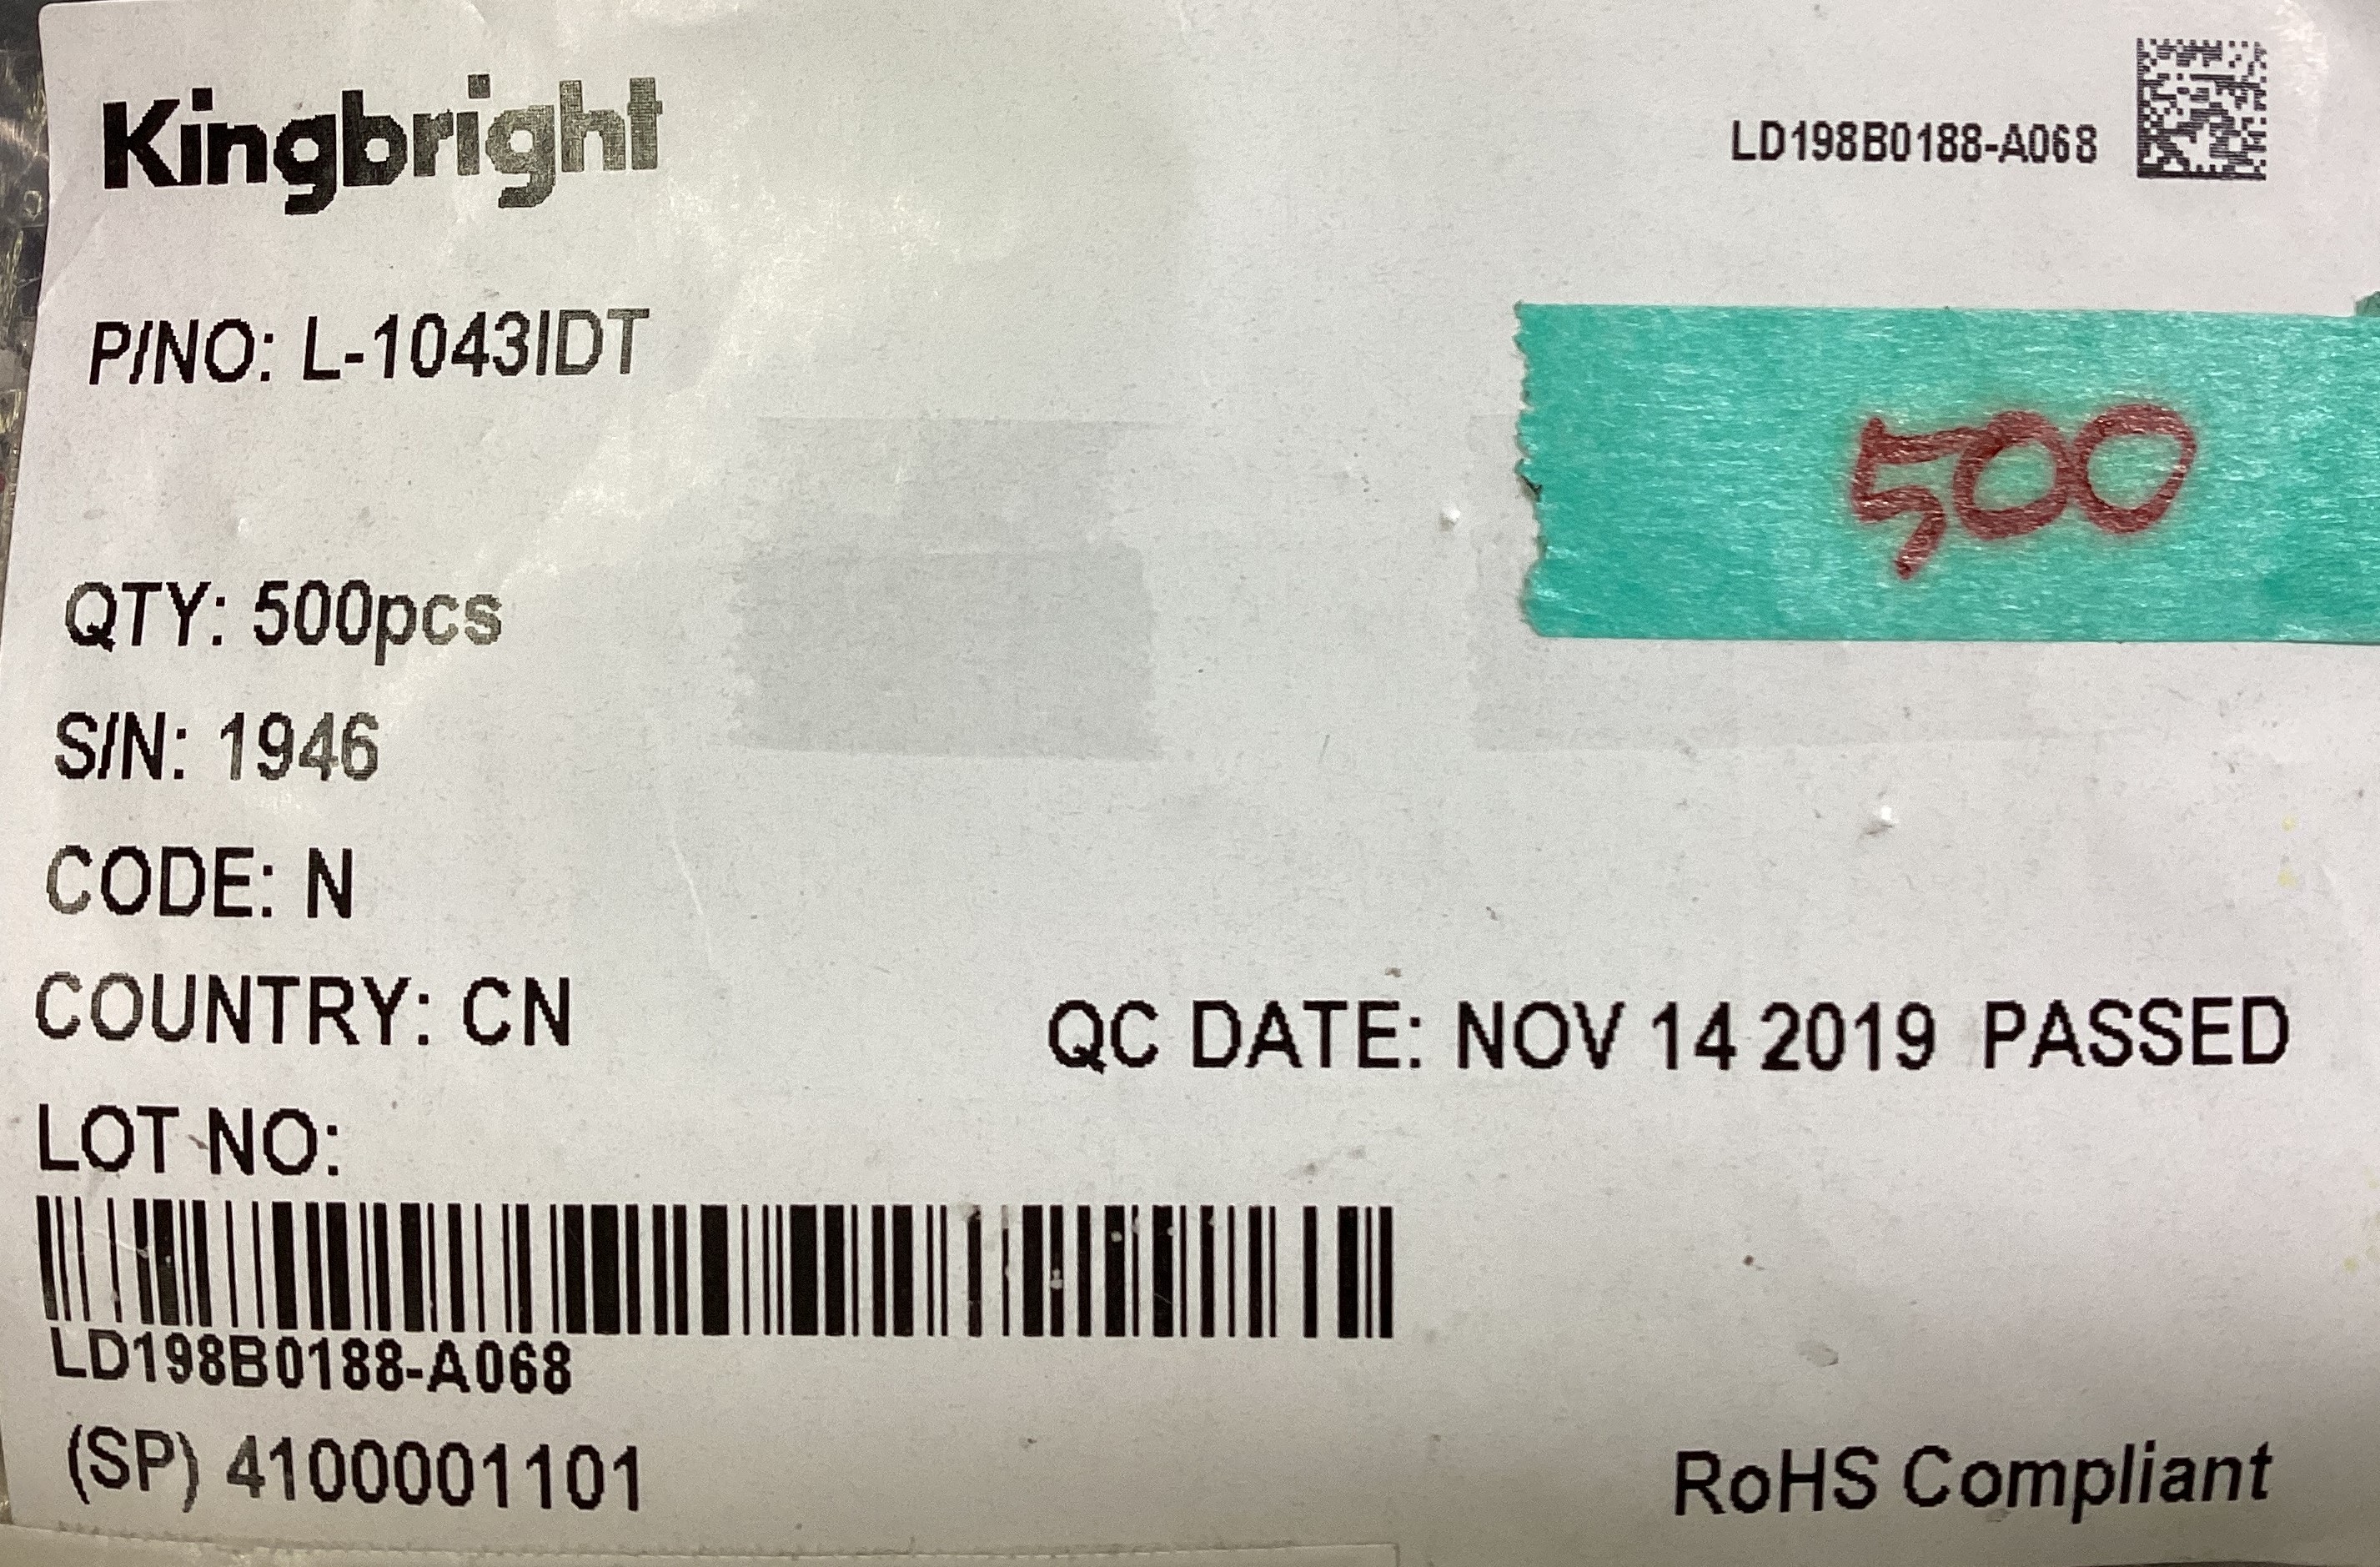 Kingbright
LD198B0188-A068
P/NO: L-1043IDT
500
QTY: 500pcs
S/N: 1946
CODE: N
COUNTRY: CN
QC DATE: NOV 14 2019 PASSED
LOT NO:
LD198B0188-A068
(SP) 4100001101
RoHS Compliant